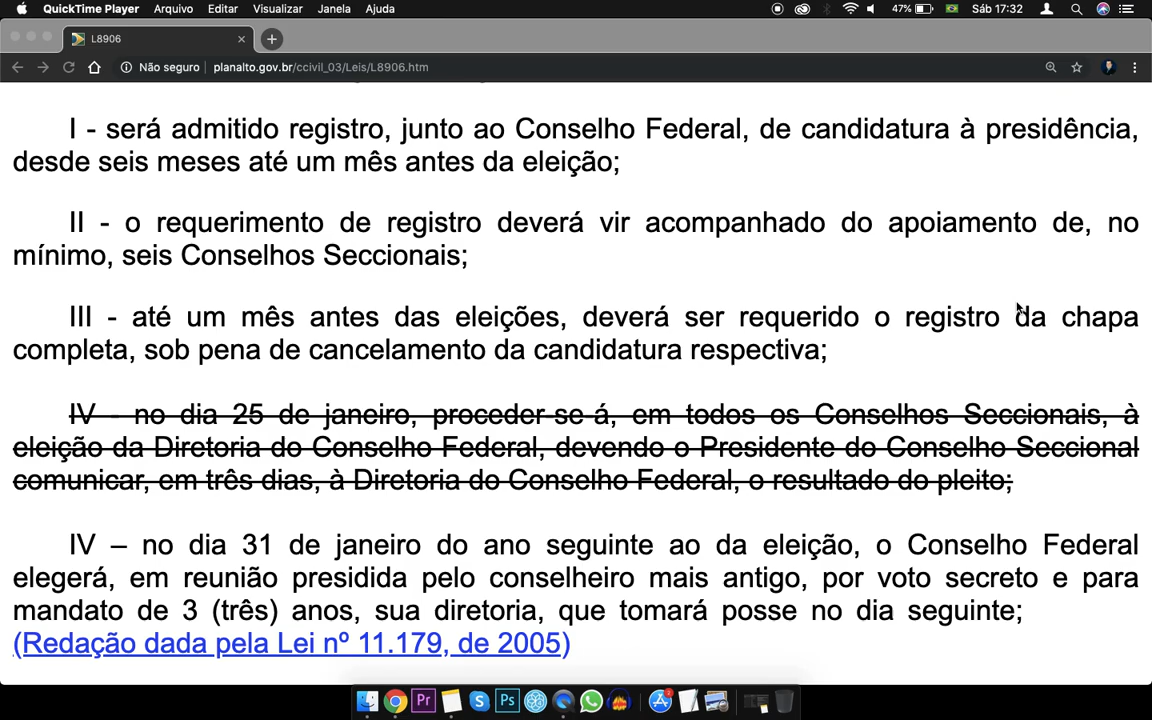 QuickTime Player Arquivo Editar Visualizar Janela Ajuda 47% Sáb 17:32
L8906
Não seguro planalto.gov.br/ccivil_03/Leis/L8906.htm
I - será admitido registro, junto ao Conselho Federal, de candidatura à presidência,
desde seis meses até um mês antes da eleição;
II - o requerimento de registro deverá vir acompanhado do apoiamento de, no
mínimo, seis Conselhos Seccionais;
III - até um mês antes das eleições, deverá ser requerido o registro da chapa
completa, sob pena de cancelamento da candidatura respectiva;
IV - no dia 25 de janeiro, proceder-se-á, em todos os Conselhos Seccionais, à
eleição da Diretoria do Conselho Federal, devendo o Presidente do Conselho Seccional
comunicar, em três dias, à Diretoria do Conselho Federal, o resultado do pleito;
IV – no dia 31 de janeiro do ano seguinte ao da eleição, o Conselho Federal
elegerá, em reunião presidida pelo conselheiro mais antigo, por voto secreto e para
mandato de 3 (três) anos, sua diretoria, que tomará posse no dia seguinte;
(Redação dada pela Lei nº 11.179, de 2005)
Pr Ps